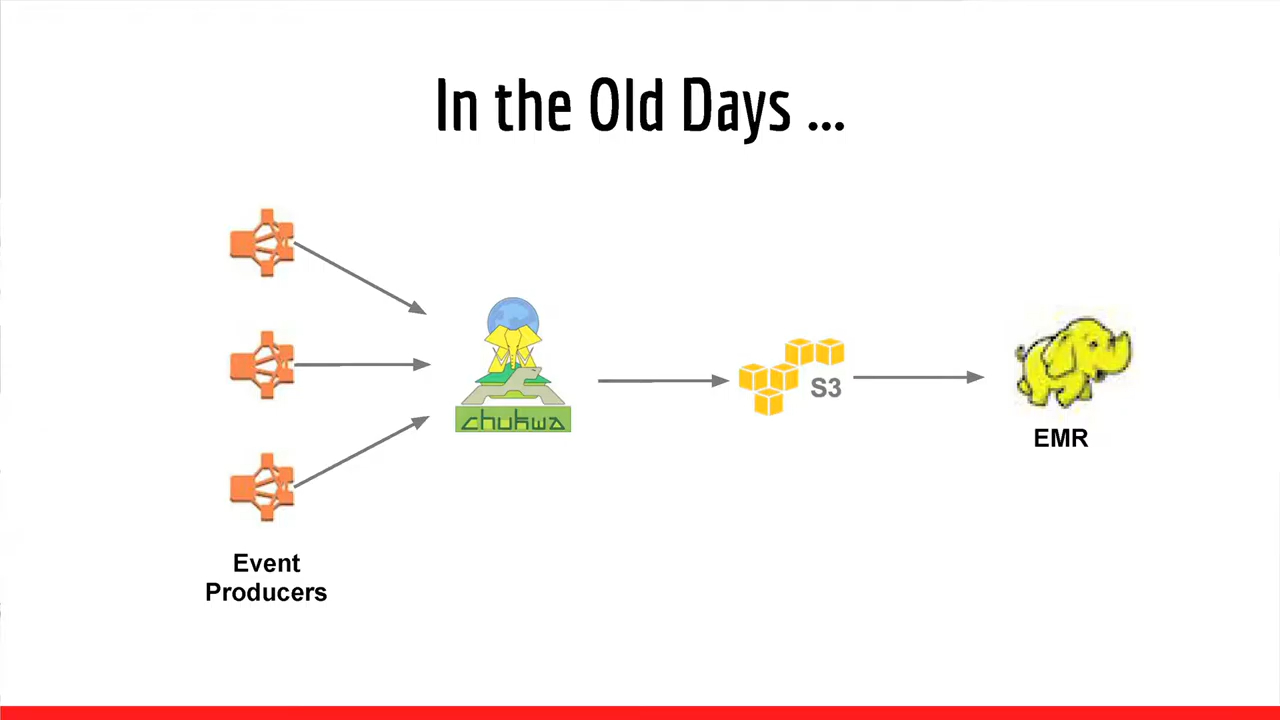 In the Old Days ...
chukwa
S3
EMR
Event
Producers